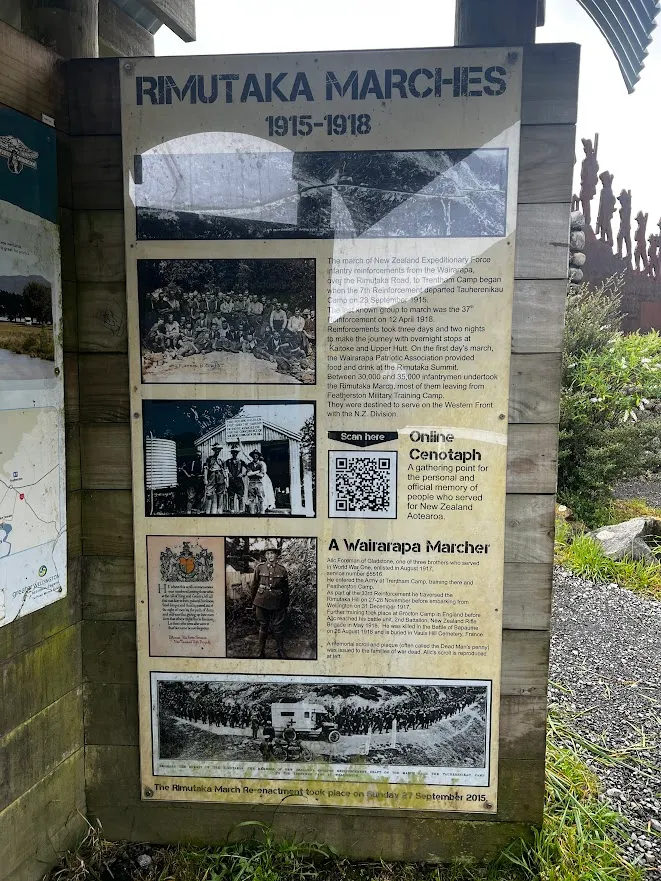 RIMUTAKA MARCHES
1915-1918
The march of New Zealand Expeditionary Force
infantry reinforcements from the Wairarapa,
over the Rimutaka Road, to Trentham Camp began
when the 7th Reinforcement departed Tauherenikau
Camp on 23 September 1915.
The last known group to march was the 37th
Reinforcement on 12 April 1918.
Reinforcements took three days and two nights
to make the journey with overnight stops at
Kaitoke and Upper Hutt. On the first day's march,
the Wairarapa Patriotic Association provided
food and drink at the Rimutaka Summit.
Between 30,000 and 35,000 infantrymen undertook
the Rimutaka March, most of them leaving from
Featherston Military Training Camp.
They were destined to serve on the Western Front
with the N.Z. Division.
Scan here
Online
Cenotaph
A gathering point for
the personal and
official memory of
people who served
for New Zealand
Aotearoa.
A Wairarapa Marcher
Alic Foreman of Gladstone, one of three brothers who served
in World War One, enlisted in August 1917,
service number
He entered the Army at Trentham Camp, training there and
Featherston Camp.
As part of the 33rd Reinforcement he traversed the
Rimutaka Hill on 27-28 November before embarking from
Wellington on 31 December 1917.
Further training took place at Brocton Camp in England before
Alic reached his battle unit, 2nd Battalion, New Zealand Rifle
Brigade in May 1918. He was killed in the Battle of Bapaume
on 26 August 1918 and is buried in Vaulx Hill Cemetery, France.
A memorial scroll and plaque (often called the Dead Man's penny)
was issued to the families of war dead. Alic's scroll is reproduced
at left.
The Rimutaka March Re-enactment took place on Sunday 27 September 2015.
GREATER WELLINGTON